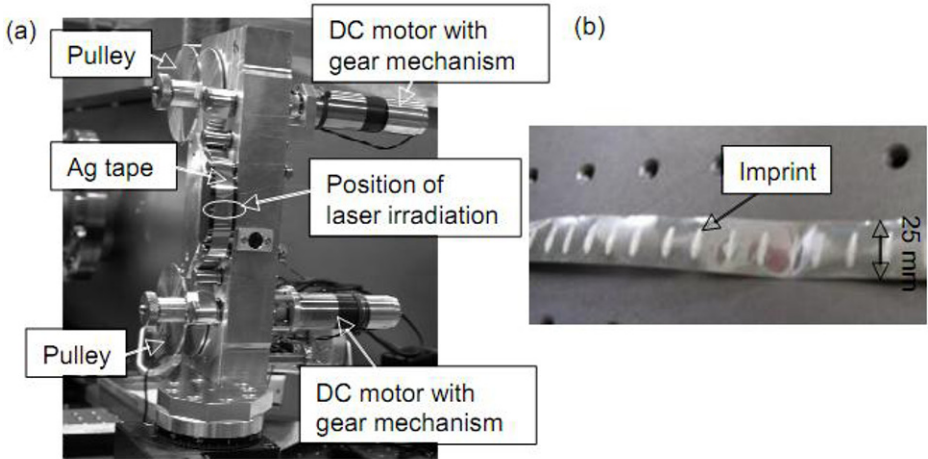 (a)
Pulley
DC motor with
gear mechanism
Ag tape
Position of
laser irradiation
Pulley
DC motor with
gear mechanism
(b)
Imprint
25 mm